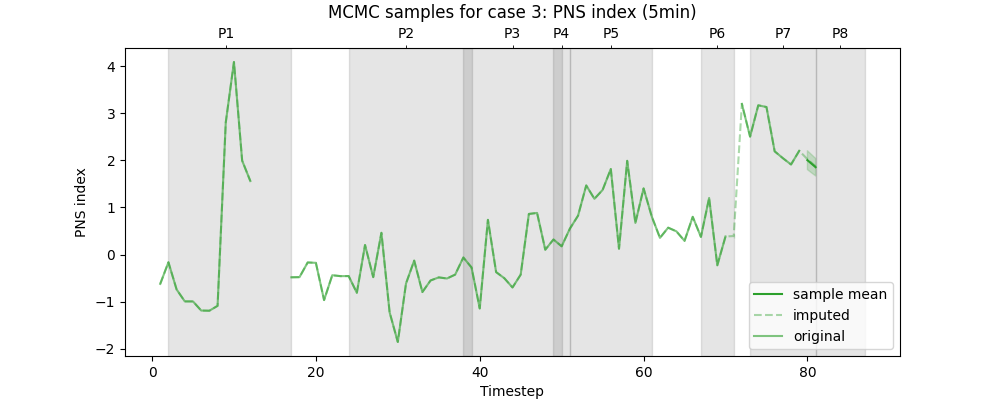 MCMC samples for case 3: PNS index (5min)
P1 P2 P3 P4 P5 P6 P7 P8
4
3
2
1
0
−1
−2
PNS index
sample mean
imputed
original
0 20 40 60 80
Timestep